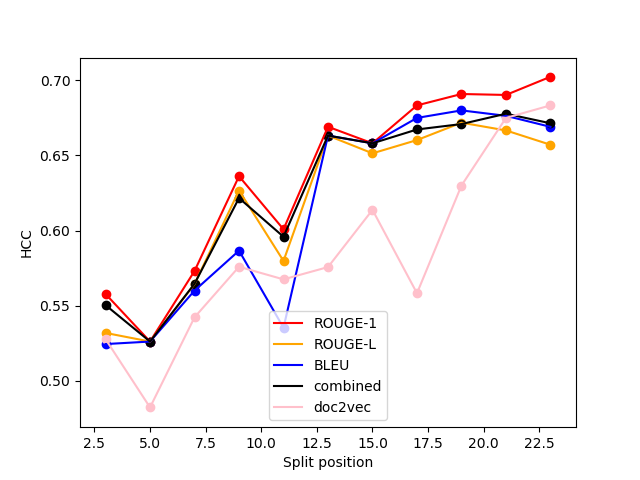 0.70
0.65
0.60
0.55
0.50
HCC
ROUGE-1
ROUGE-L
BLEU
combined
doc2vec
2.5 5.0 7.5 10.0 12.5 15.0 17.5 20.0 22.5
Split position